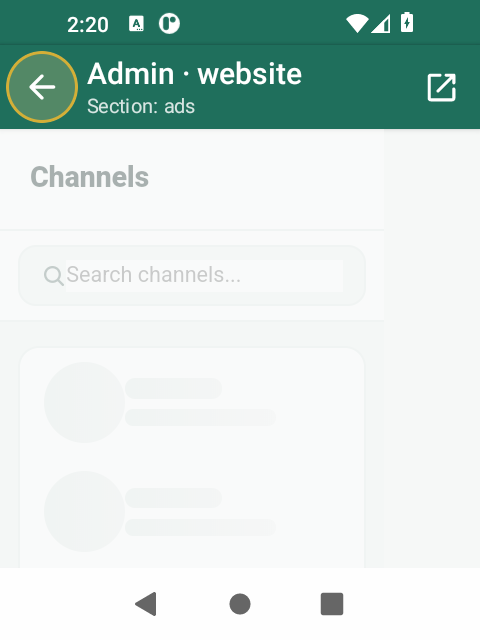 2:20
Admin · website
Section: ads
Channels
Search channels...